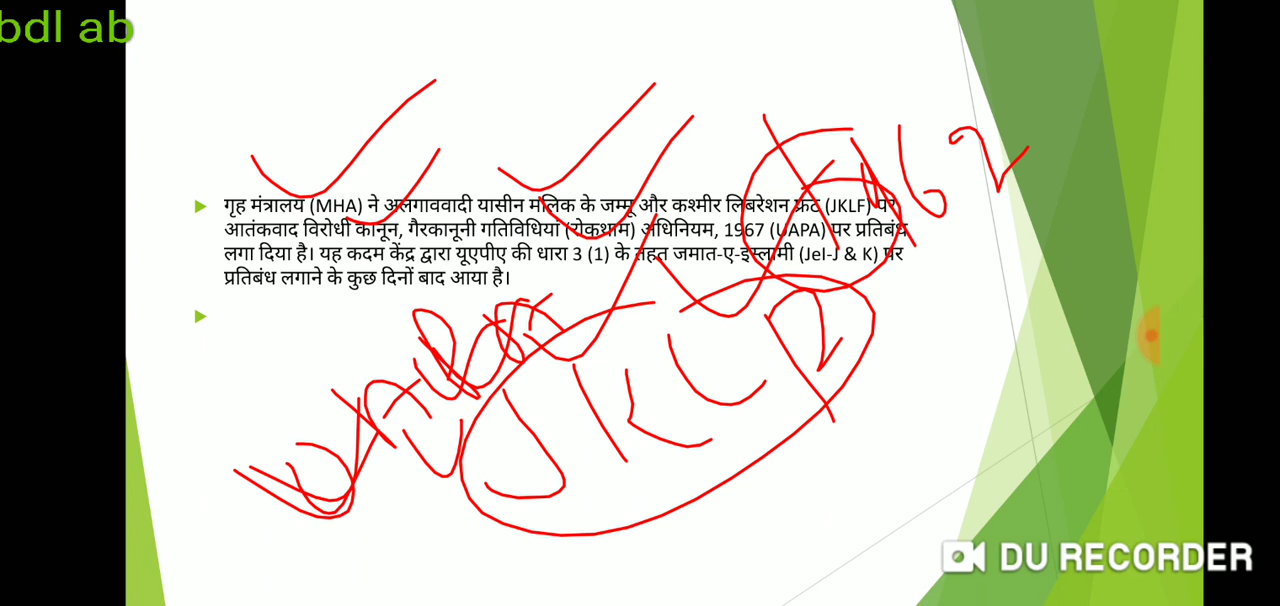 bdl ab
गृह मंत्रालय (MHA) ने अलगाववादी यासीन मलिक के जम्मू और कश्मीर लिबरेशन फ्रंट (JKLF) पर
आतंकवाद विरोधी कानून, गैरकानूनी गतिविधियां (रोकथाम) अधिनियम, 1967 (UAPA) पर प्रतिबंध
लगा दिया है। यह कदम केंद्र द्वारा यूएपीए की धारा 3 (1) के तहत जमात-ए-इस्लामी (JeI-J & K) पर
प्रतिबंध लगाने के कुछ दिनों बाद आया है।
DU RECORDER